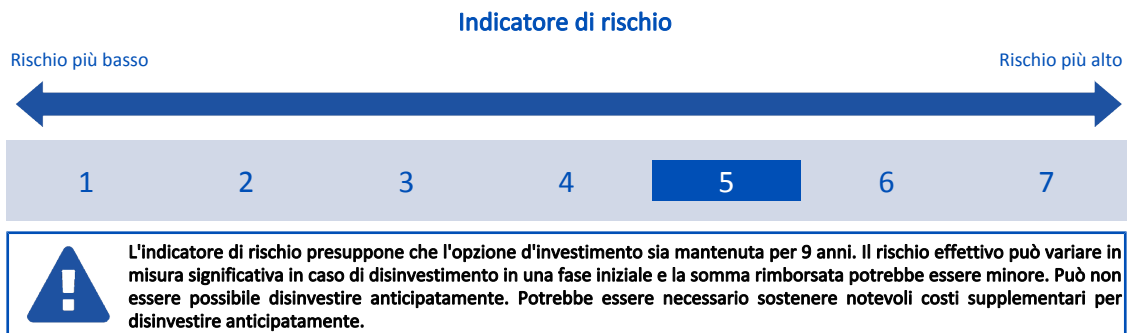 Indicatore di rischio
Rischio più basso Rischio più alto
1 2 3 4 5 6 7
L'indicatore di rischio presuppone che l'opzione d'investimento sia mantenuta per 9 anni. Il rischio effettivo può variare in
misura significativa in caso di disinvestimento in una fase iniziale e la somma rimborsata potrebbe essere minore. Può non
essere possibile disinvestire anticipatamente. Potrebbe essere necessario sostenere notevoli costi supplementari per
disinvestire anticipatamente.